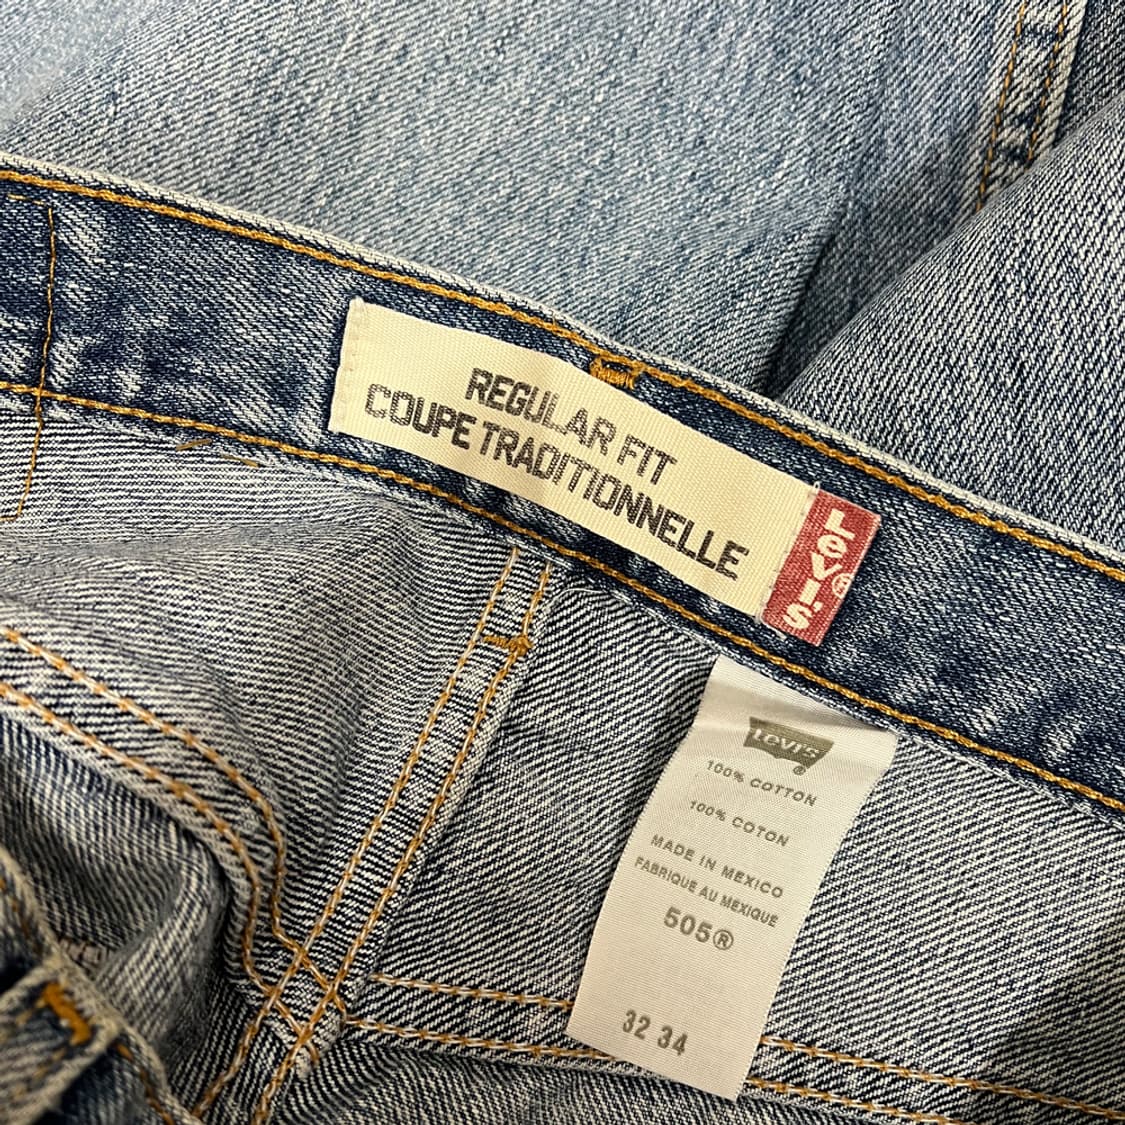 REGULAR FIT
COUPE TRADITIONNELLE
Levi's®
Levi's®
100% COTTON
100% COTON
MADE IN MEXICO
FABRIQUE AU MEXIQUE
505®
32 34